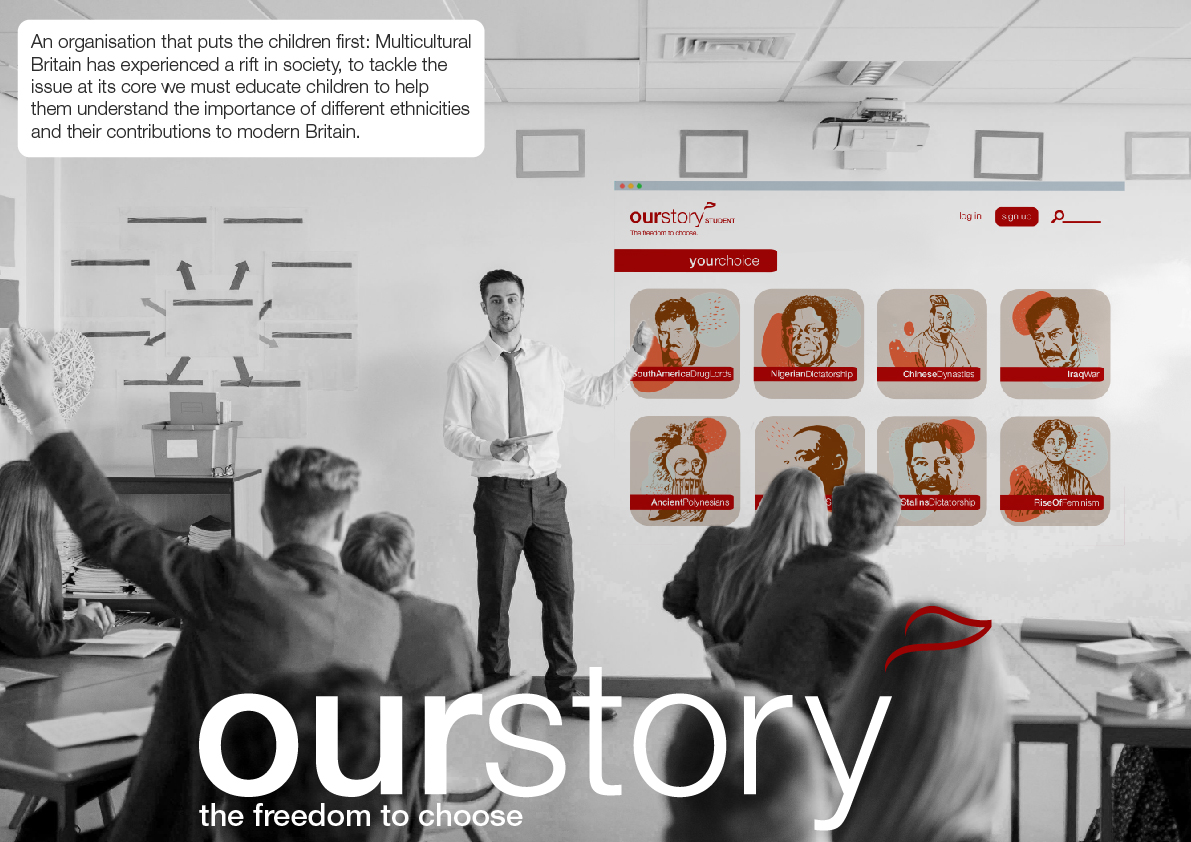 An organisation that puts the children first: Multicultural
Britain has experienced a rift in society, to tackle the
issue at its core we must educate children to help
them understand the importance of different ethnicities
and their contributions to modern Britain.
ourstory STUDENT
The freedom to choose.
log in
sign up
yourchoice
SouthAmericaDrugLords
NigerianDictatorship
ChineseDynasties
IraqWar
AncientPolynesians
StalinsDictatorship
RiseOfFeminism
ourstory
the freedom to choose